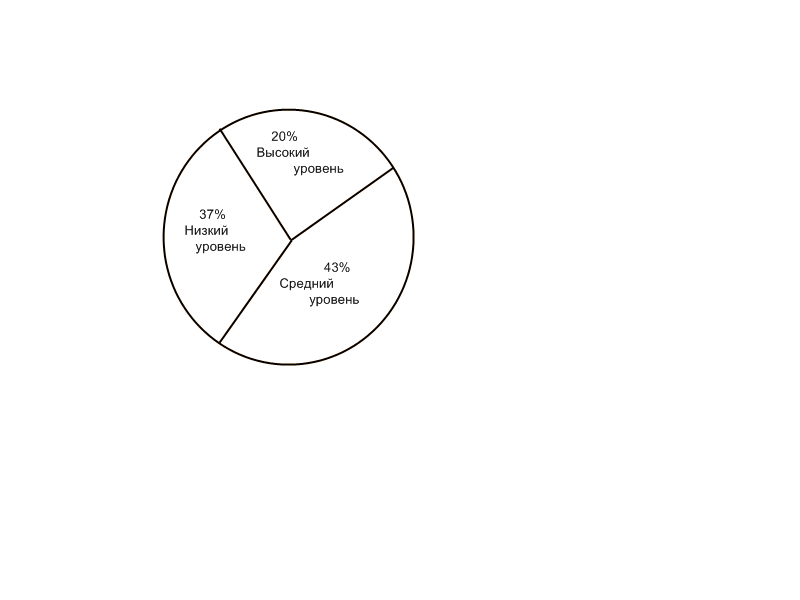 20%
Высокий
уровень
37%
Низкий
уровень
43%
Средний
уровень